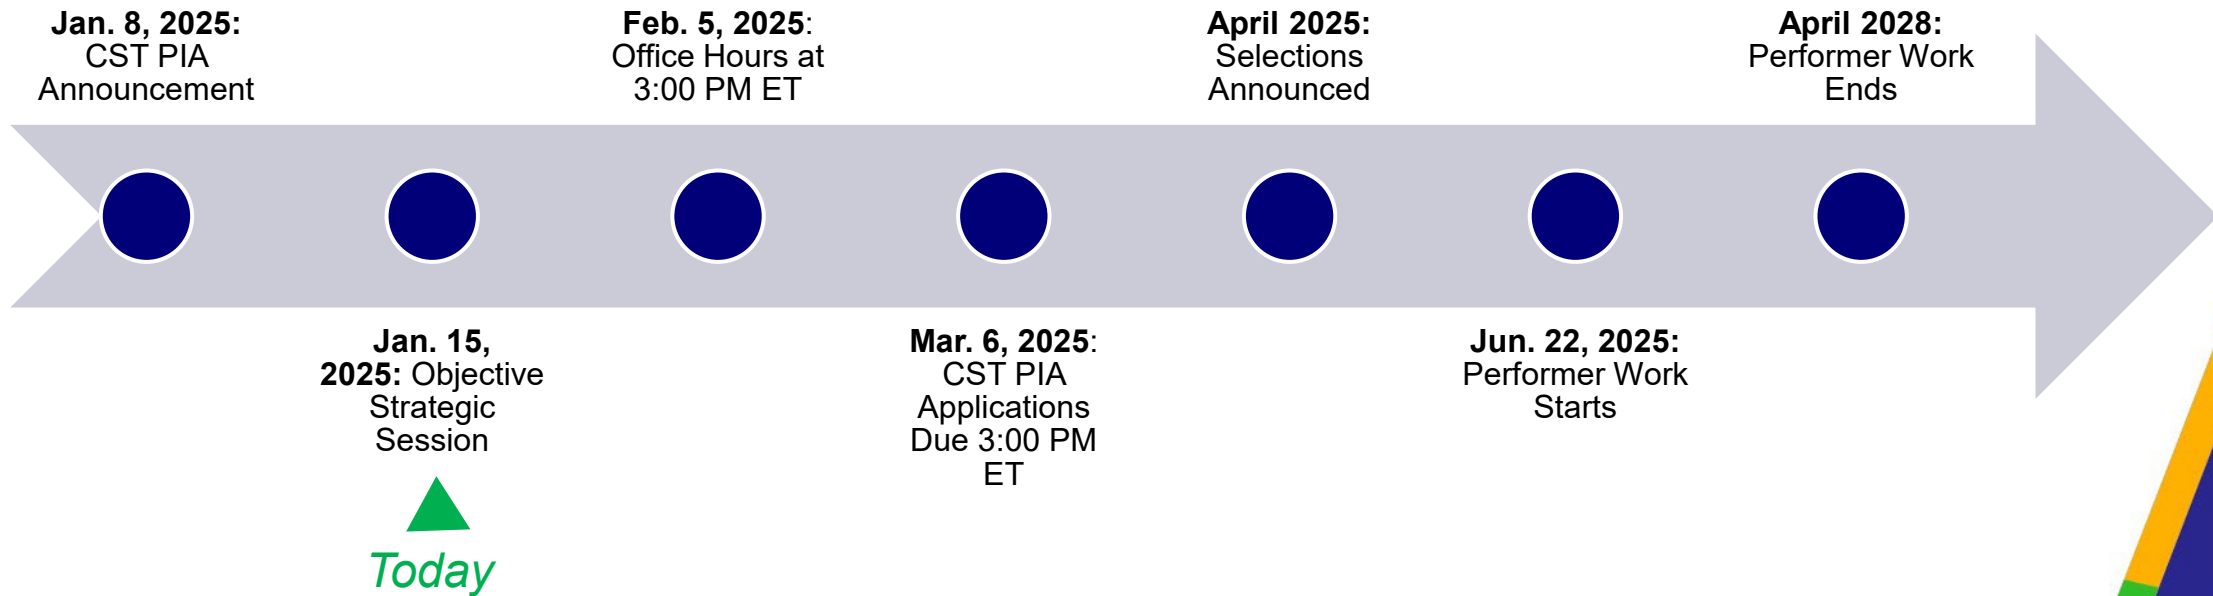 Jan. 8, 2025:
CST PIA
Announcement
Jan. 15,
2025: Objective
Strategic
Session
Today
Feb. 5, 2025:
Office Hours at
3:00 PM ET
Mar. 6, 2025:
CST PIA
Applications
Due 3:00 PM
ET
April 2025:
Selections
Announced
Jun. 22, 2025:
Performer Work
Starts
April 2028:
Performer Work
Ends